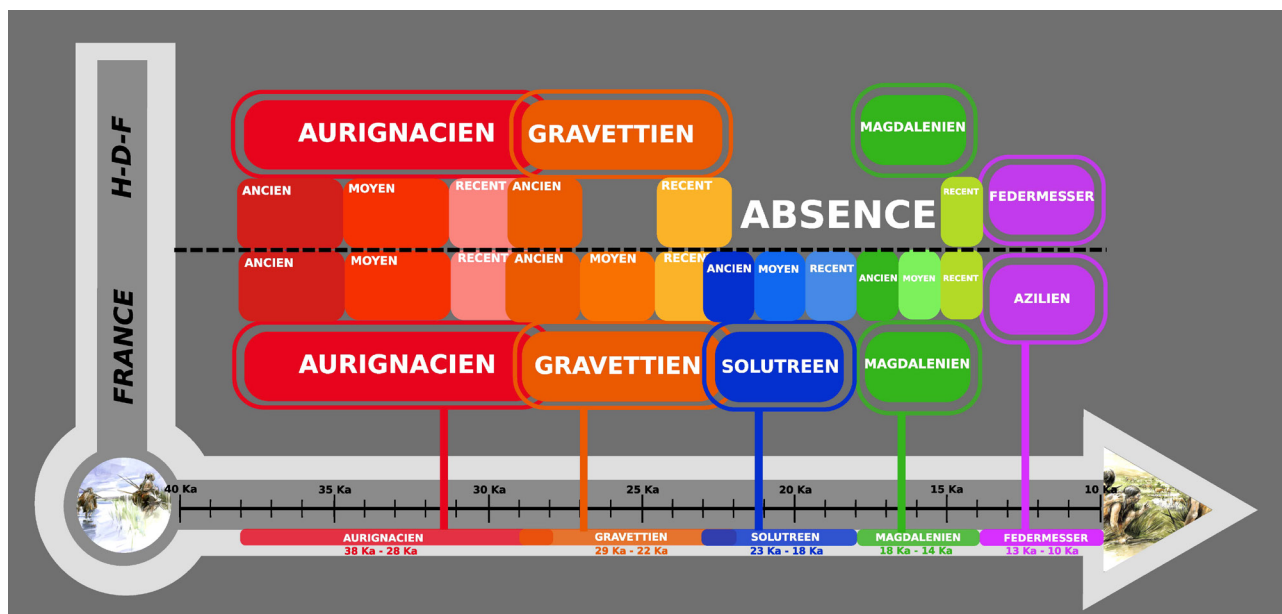 H-D-F
FRANCE
AURIGNACIEN
GRAVETTIEN
MAGDALENIEN
ANCIEN
MOYEN
RECENT
ANCIEN
RECENT
ABSENCE
RECENT
FEDERMESSER
ANCIEN
MOYEN
RECENT
ANCIEN
MOYEN
RECENT
ANCIEN
MOYEN
RECENT
ANCIEN
MOYEN
RECENT
AZILIEN
AURIGNACIEN
GRAVETTIEN
SOLUTREEN
MAGDALENIEN
40 Ka
35 Ka
30 Ka
25 Ka
20 Ka
15 Ka
10 Ka
AURIGNACIEN
38 Ka - 28 Ka
GRAVETTIEN
29 Ka - 22 Ka
SOLUTREEN
23 Ka - 18 Ka
MAGDALENIEN
18 Ka - 14 Ka
FEDERMESSER
13 Ka - 10 Ka